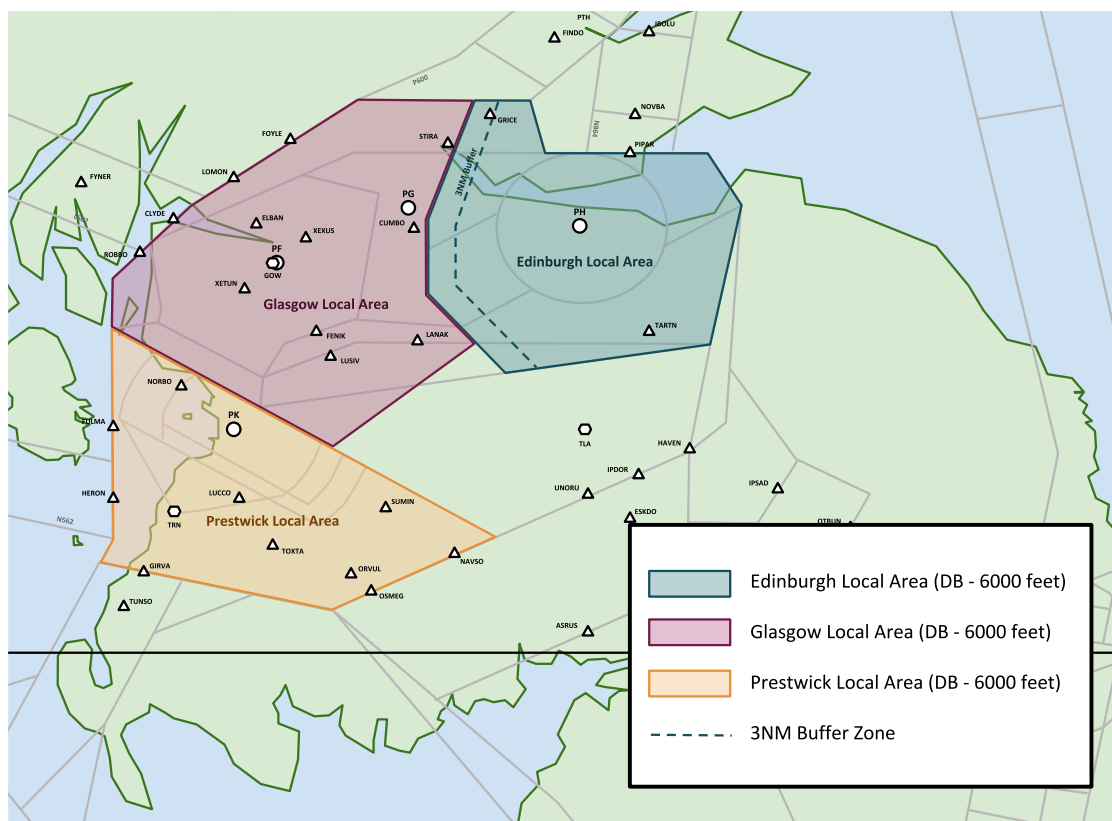 PTH
IBOLU
FINDO
P600
NOVBA
GRICE
N864
FOYLE
STIRA
PIPAR
3NM Buffer
LOMON
FYNER
PG
CLYDE
ELBAN
CUMBO
PH
XEXUS
ROBBO
PF
GOW
Edinburgh Local Area
XETUN
Glasgow Local Area
FENIK
LANAK
TARTN
LUSIV
NORBO
PK
FULMA
TLA
HAVEN
IPDOR
IPSAD
HERON
LUCCO
UNORU
SUMIN
N562
TRN
Prestwick Local Area
ESKDO
OTBUN
TOXTA
NAVSO
GIRVA
ORVUL
OSMEG
TUNSO
ASRUS
Edinburgh Local Area (DB - 6000 feet)
Glasgow Local Area (DB - 6000 feet)
Prestwick Local Area (DB - 6000 feet)
3NM Buffer Zone